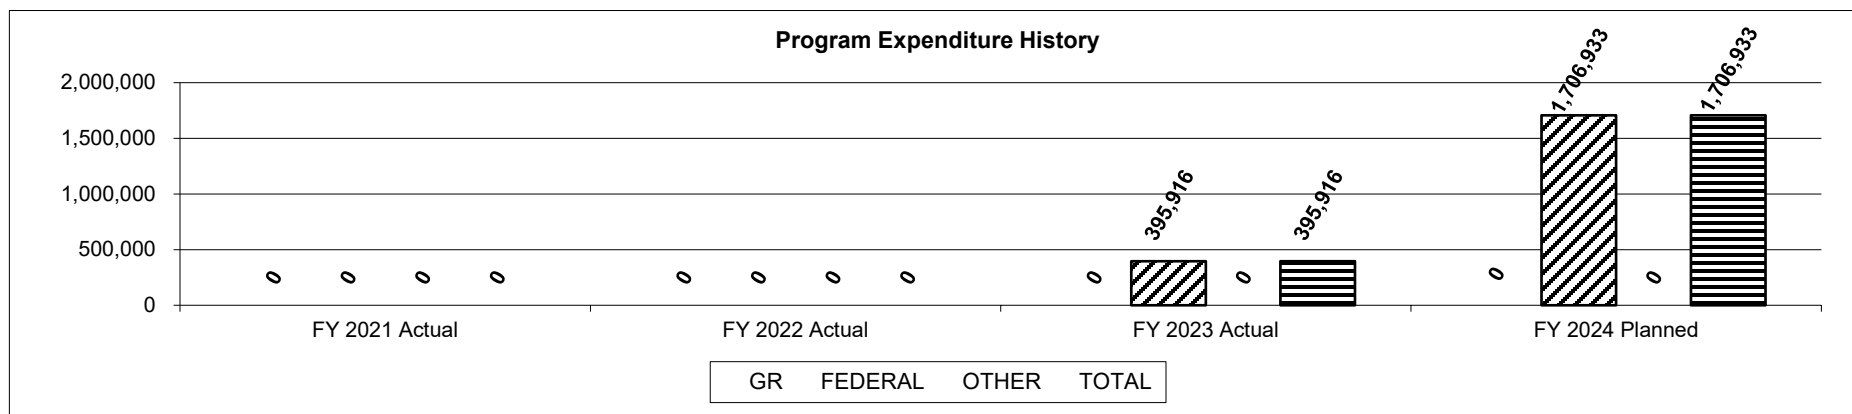 Program Expenditure History
2,000,000
1,500,000
1,000,000
500,000
0
0 0 0 0
0 0 0 0
0 395,916 0 395,916
0 1,706,933 0 1,706,933
FY 2021 Actual FY 2022 Actual FY 2023 Actual FY 2024 Planned
GR FEDERAL OTHER TOTAL